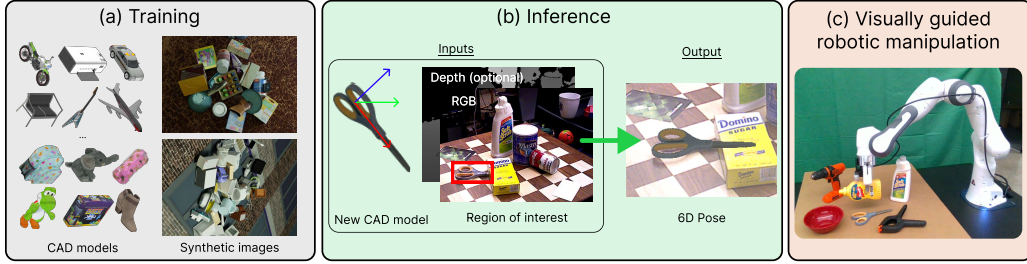 (a) Training
...
CAD models
Synthetic images
(b) Inference
Inputs
Output
Depth (optional)
RGB
New CAD model
Region of interest
Domino
SUGAR
6D Pose
(c) Visually guided
robotic manipulation